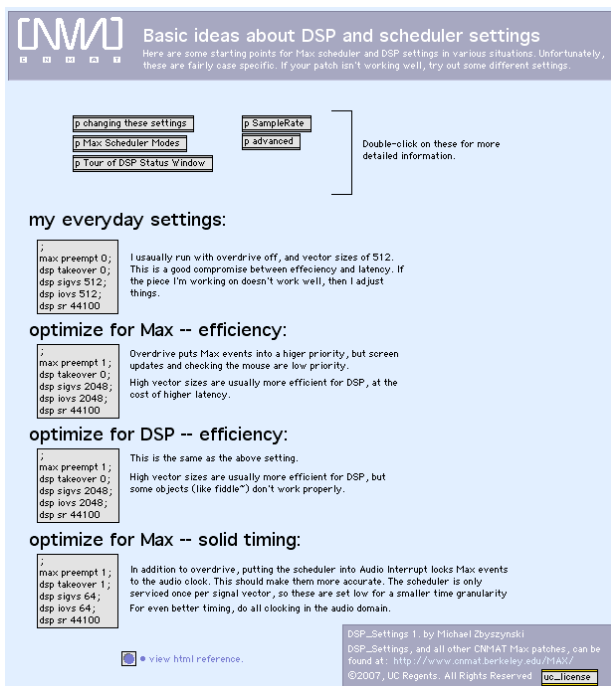 CNMAT
CNMAT
Basic ideas about DSP and scheduler settings
Here are some starting points for Max scheduler and DSP settings in various situations. Unfortunately,
these are fairly case specific. If your patch isn't working well, try out some different settings.
p changing these settings
p Max Scheduler Modes
p Tour of DSP Status Window
p SampleRate
p advanced
Double-click on these for more
detailed information.
my everyday settings:
;
max preempt 0;
dsp takeover 0;
dsp sigvs 512;
dsp iovs 512;
dsp sr 44100
I usaually run with overdrive off, and vector sizes of 512.
This is a good compromise between effeciency and latency. If
the piece I'm working on doesn't work well, then I adjust
things.
optimize for Max -- efficiency:
;
max preempt 1;
dsp takeover 0;
dsp sigvs 2048;
dsp iovs 2048;
dsp sr 44100
Overdrive puts Max events into a higer priority, but screen
updates and checking the mouse are low priority.
High vector sizes are usually more efficient for DSP, at the
cost of higher latency.
optimize for DSP -- efficiency:
;
max preempt 1;
dsp takeover 0;
dsp sigvs 2048;
dsp iovs 2048;
dsp sr 44100
This is the same as the above setting.
High vector sizes are usually more efficient for DSP, but
some objects (like fiddle~) don't work properly.
optimize for Max -- solid timing:
;
max preempt 1;
dsp takeover 1;
dsp sigvs 64;
dsp iovs 64;
dsp sr 44100
In addition to overdrive, putting the scheduler into Audio Interrupt locks Max events
to the audio clock. This should make them more accurate. The scheduler is only
serviced once per signal vector, so these are set low for a smaller time granularity
For even better timing, do all clocking in the audio domain.
• view html reference.
DSP_Settings 1. by Michael Zbyszynski
DSP_Settings, and all other CNMAT Max patches, can be
found at: http://www.cnmat.berkeley.edu/MAX/
©2007, UC Regents. All Rights Reserved
uc_license